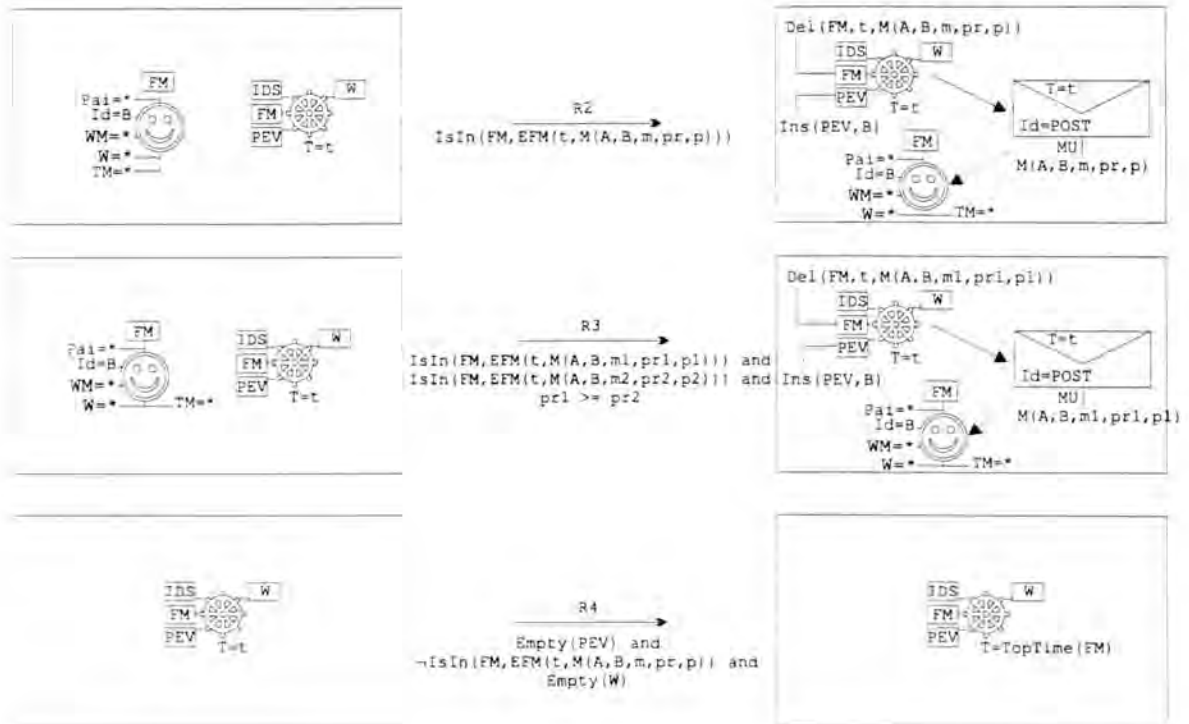 FM
Pai=*
Id=B
WM=*
W=*
TM=*
IDS
W
FM
PEV
T=t
R2
IsIn(FM,EFM(t,M(A,B,m,pr,p)))
Del(FM,t,M(A,B,m,pr,p))
IDS
W
FM
PEV
T=t
Ins(PEV,B)
T=t
Id=POST
MU
M(A,B,m,pr,p)
FM
Pai=*
Id=B
WM=*
W=*
TM=*
FM
Pai=*
Id=B
WM=*
W=*
TM=*
IDS
W
FM
PEV
T=t
R3
IsIn(FM,EFM(t,M(A,B,m1,pr1,p1))) and
IsIn(FM,EFM(t,M(A,B,m2,pr2,p2))) and
pr1 >= pr2
Del(FM,t,M(A,B,m1,pr1,p1))
IDS
W
FM
PEV
T=t
Ins(PEV,B)
T=t
Id=POST
MU
M(A,B,m1,pr1,p1)
FM
Pai=*
Id=B
WM=*
W=*
TM=*
IDS
W
FM
PEV
T=t
R4
Empty(PEV) and
¬IsIn(FM,EFM(t,M(A,B,m,pr,p)) and
Empty(W)
IDS
W
FM
PEV
T=TopTime(FM)